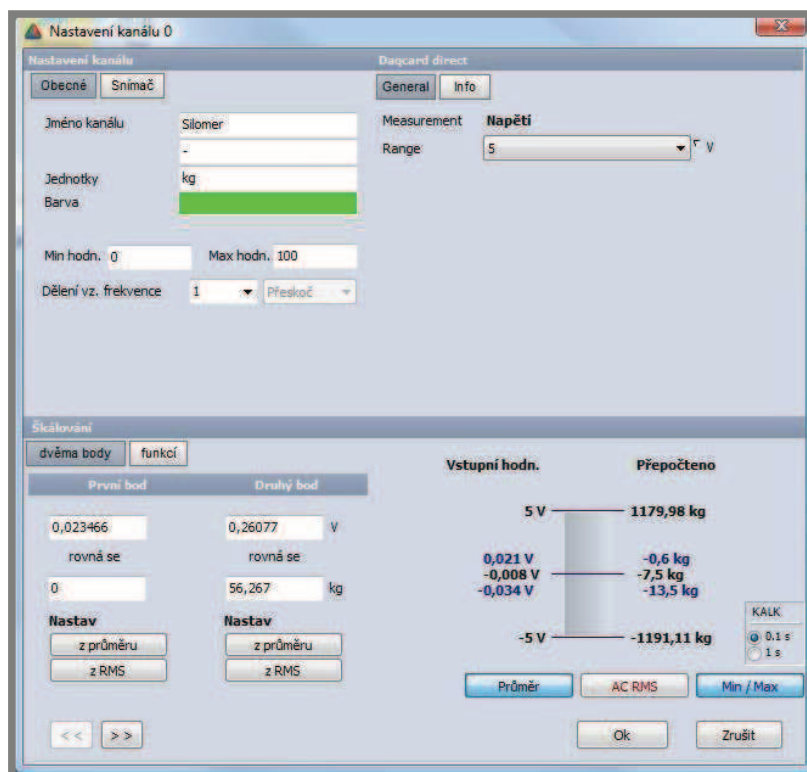 Nastavení kanálu 0
Nastavení kanálu
Daqcard direct
Obecné Snímač
General Info
Jméno kanálu Silomer
-
Measurement Napětí
Range 5 V
Jednotky kg
Barva
Min hodn. 0 Max hodn. 100
Dělení vz. frekvence 1 Přeskoč
Škálování
dvěma body funkcí
První bod Druhý bod
0,023466 0,26077 V
rovná se rovná se
0 56,267 kg
Nastav Nastav
z průměru z průměru
z RMS z RMS
<< >>
Vstupní hodn. Přepočteno
5 V 1179,98 kg
0,021 V -0,6 kg
-0,008 V -7,5 kg
-0,034 V -13,5 kg
-5 V -1191,11 kg
KALK
0.1 s
1 s
Průměr AC RMS Min / Max
Ok Zrušit